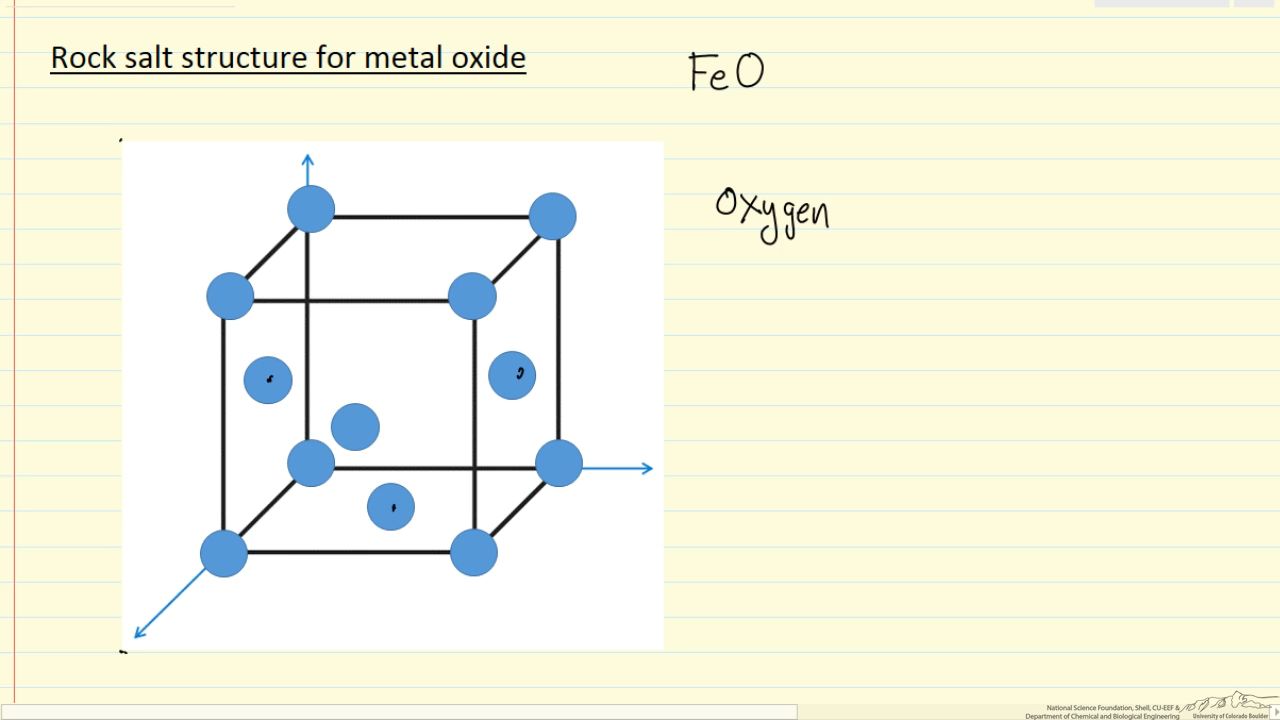 Rock salt structure for metal oxide
FeO
Oxygen
National Science Foundation, Shell, CU-EEF &
Department of Chemical and Biological Engineering
University of Colorado Boulder